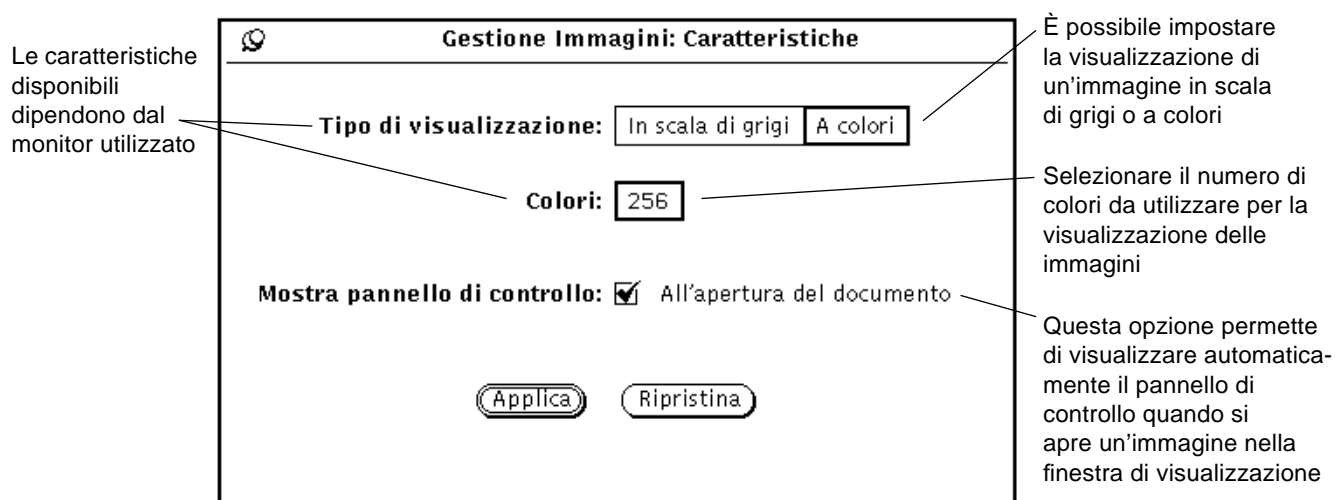 Le caratteristiche
disponibili
dipendono dal
monitor utilizzato
Gestione Immagini: Caratteristiche
Tipo di visualizzazione: In scala di grigi A colori
Colori: 256
Mostra pannello di controllo: All'apertura del documento
Applica Ripristina
È possibile impostare
la visualizzazione di
un'immagine in scala
di grigi o a colori
Selezionare il numero di
colori da utilizzare per la
visualizzazione delle
immagini
Questa opzione permette
di visualizzare automatica-
mente il pannello di
controllo quando si
apre un'immagine nella
finestra di visualizzazione